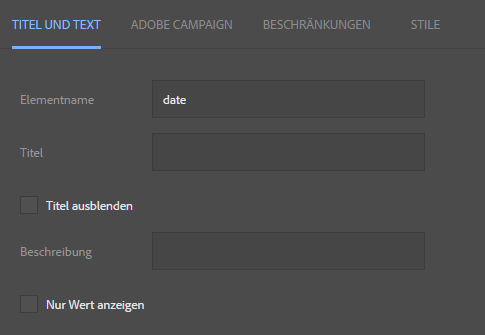 TITEL UND TEXT ADOBE CAMPAIGN BESCHRÄNKUNGEN STILE
Elementname date
Titel
Titel ausblenden
Beschreibung
Nur Wert anzeigen